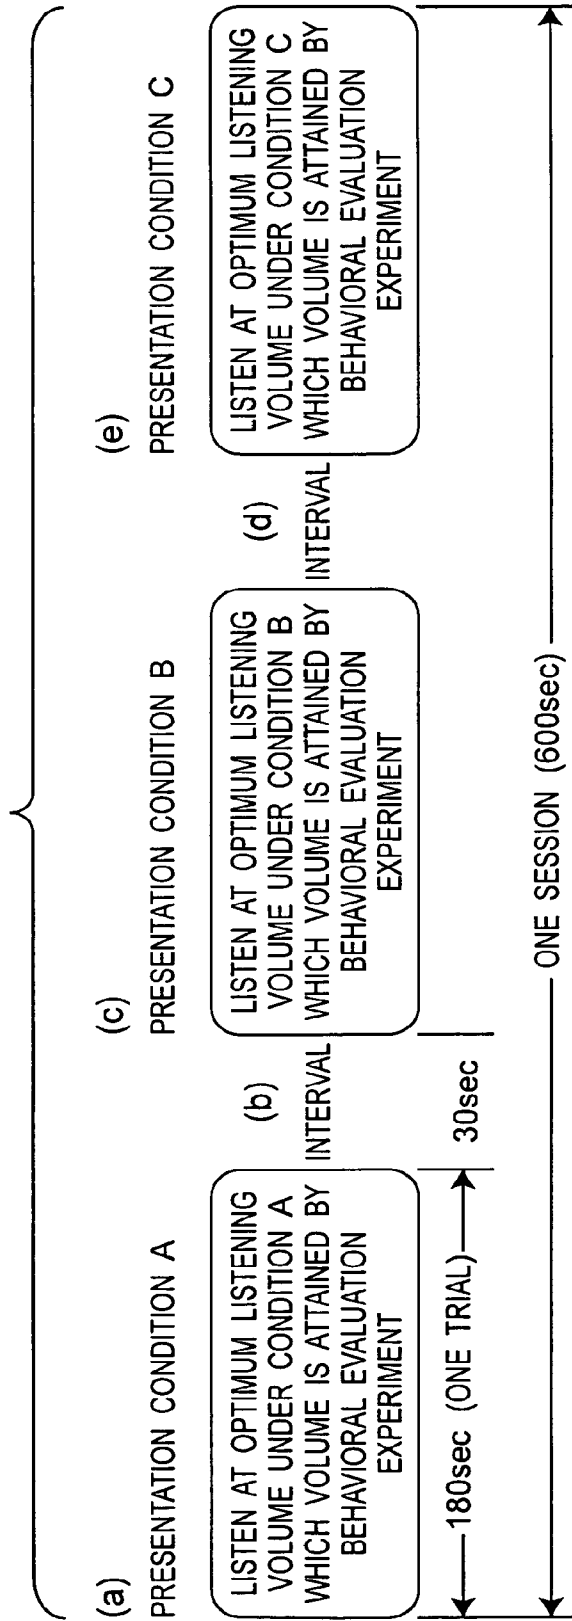 (a)
PRESENTATION CONDITION A
LISTEN AT OPTIMUM LISTENING
VOLUME UNDER CONDITION A
WHICH VOLUME IS ATTAINED BY
BEHAVIORAL EVALUATION
EXPERIMENT
(b)
INTERVAL
(c)
PRESENTATION CONDITION B
LISTEN AT OPTIMUM LISTENING
VOLUME UNDER CONDITION B
WHICH VOLUME IS ATTAINED BY
BEHAVIORAL EVALUATION
EXPERIMENT
(d)
INTERVAL
(e)
PRESENTATION CONDITION C
LISTEN AT OPTIMUM LISTENING
VOLUME UNDER CONDITION C
WHICH VOLUME IS ATTAINED BY
BEHAVIORAL EVALUATION
EXPERIMENT
180sec (ONE TRIAL)
30sec
ONE SESSION (600sec)